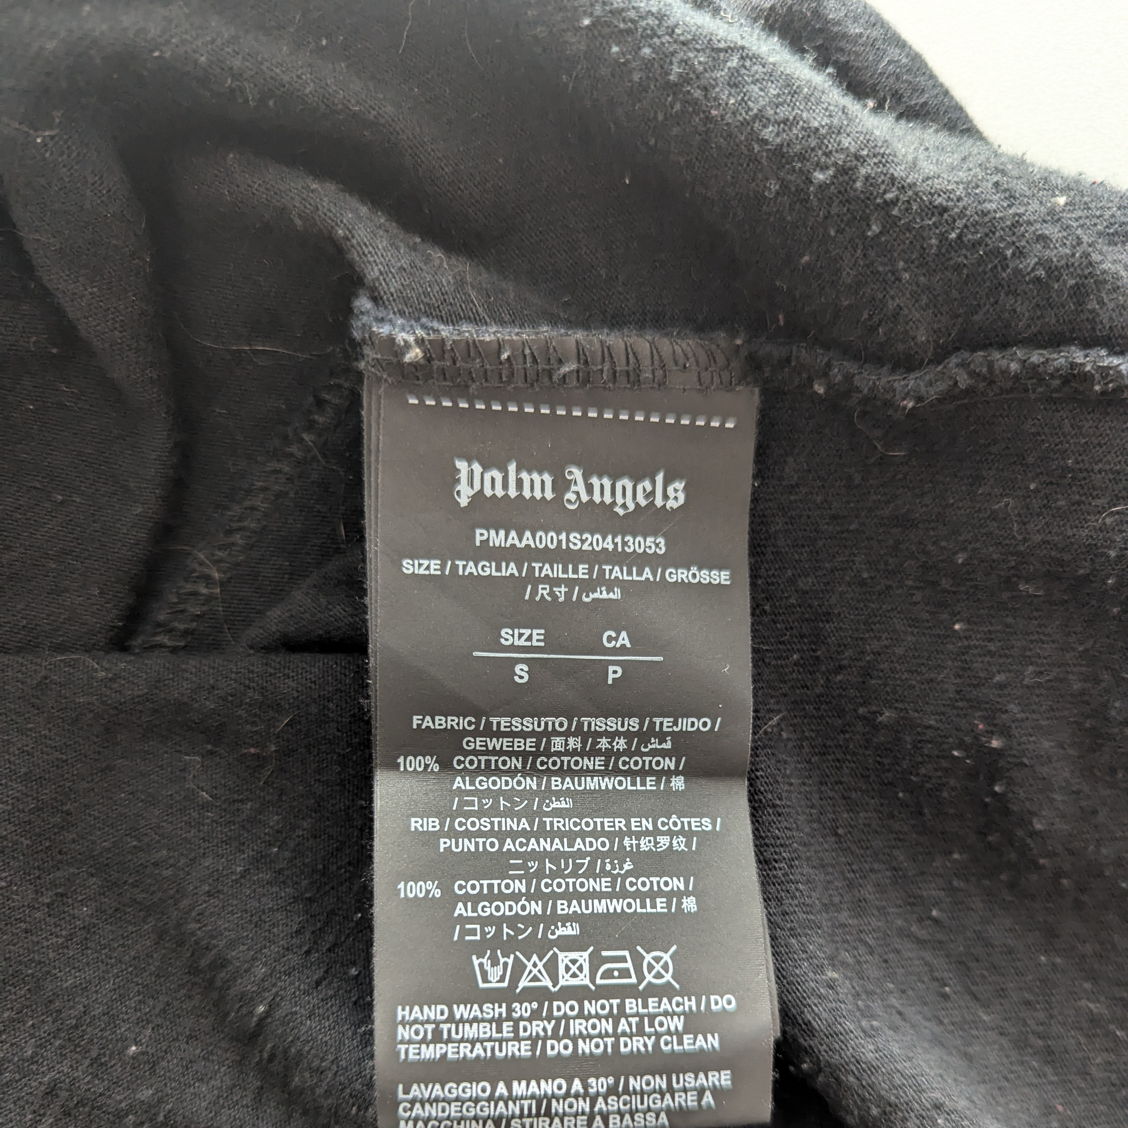 Palm Angels
PMAA001S20413053
SIZE / TAGLIA / TAILLE / TALLA / GRÖSSE
/ 尺寸 / المقاس
SIZE CA
S P
FABRIC / TESSUTO / TISSUS / TEJIDO /
GEWEBE / 面料 / 本体 / قماش
100% COTTON / COTONE / COTON /
ALGODÓN / BAUMWOLLE / 棉
/ コットン / القطن
RIB / COSTINA / TRICOTER EN CÔTES /
PUNTO ACANALADO / 针织罗纹 /
ニットリブ / غرزة
100% COTTON / COTONE / COTON /
ALGODÓN / BAUMWOLLE / 棉
/ コットン / القطن
HAND WASH 30° / DO NOT BLEACH / DO
NOT TUMBLE DRY / IRON AT LOW
TEMPERATURE / DO NOT DRY CLEAN
LAVAGGIO A MANO A 30° / NON USARE
CANDEGGIANTI / NON ASCIUGARE A
MACCHINA / STIRARE A BASSA